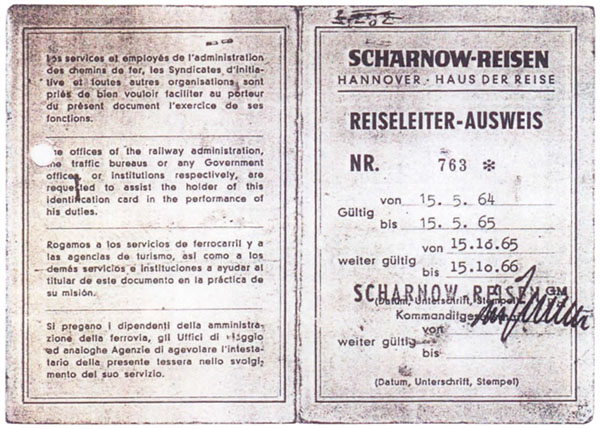 Les services et employés de l'administration
des chemins de fer, les Syndicates d'initia-
tive et toutes autres organisations sont
priés de bien vouloir faciliter au porteur
du présent document l'exercice de ses
fonctions.
The offices of the railway administration,
the traffic bureaus or any Government
offices or institutions respectively, are
requested to assist the holder of this
identification card in the performance of
his duties.
Rogamos a los servicios de ferrocarril y a
las agencias de turismo, así como a los
demás servicios e instituciones a ayudar al
titular de este documento en la práctica de
su misión.
Si pregano i dipendenti della amministra-
zione della ferrovia, gli Uffici di viaggio
ed analoghe Agenzie di agevolare l'intesta-
tario della presente tessera nello svolgi-
mento del suo servizio.
SCHARNOW-REISEN
HANNOVER · HAUS DER REISE
REISELEITER-AUSWEIS
NR. 763 *
von 15. 5. 64
Gültig
bis 15. 5. 65
von 15.1o.65
weiter gültig
bis 15.1o.66
SCHARNOW REISEN GM
(Datum, Unterschrift, Stempel)
von
weiter gültig
bis
(Datum, Unterschrift, Stempel)